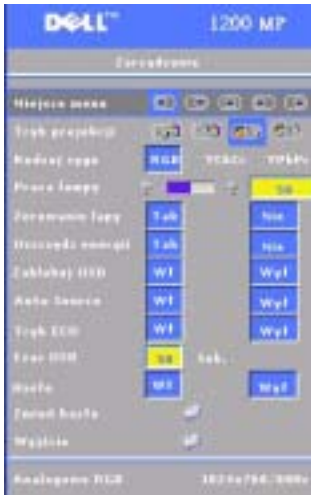 DELL™ 1200 MP
Zarządzanie
Miejsce menu
Tryb projekcji
Rodzaj sygn RGB YCbCr YPbPr
Praca lampy 50
Zerowanie lapy Tak Nie
Oszczędz energii Tak Nie
Zablokuj OSD Wł Wył
Auto Source Wł Wył
Tryb ECO Wł Wył
Czas OSD Sek.
Hasło Wł Wył
Zmień hasło
Wyjście
Analogowe RGB